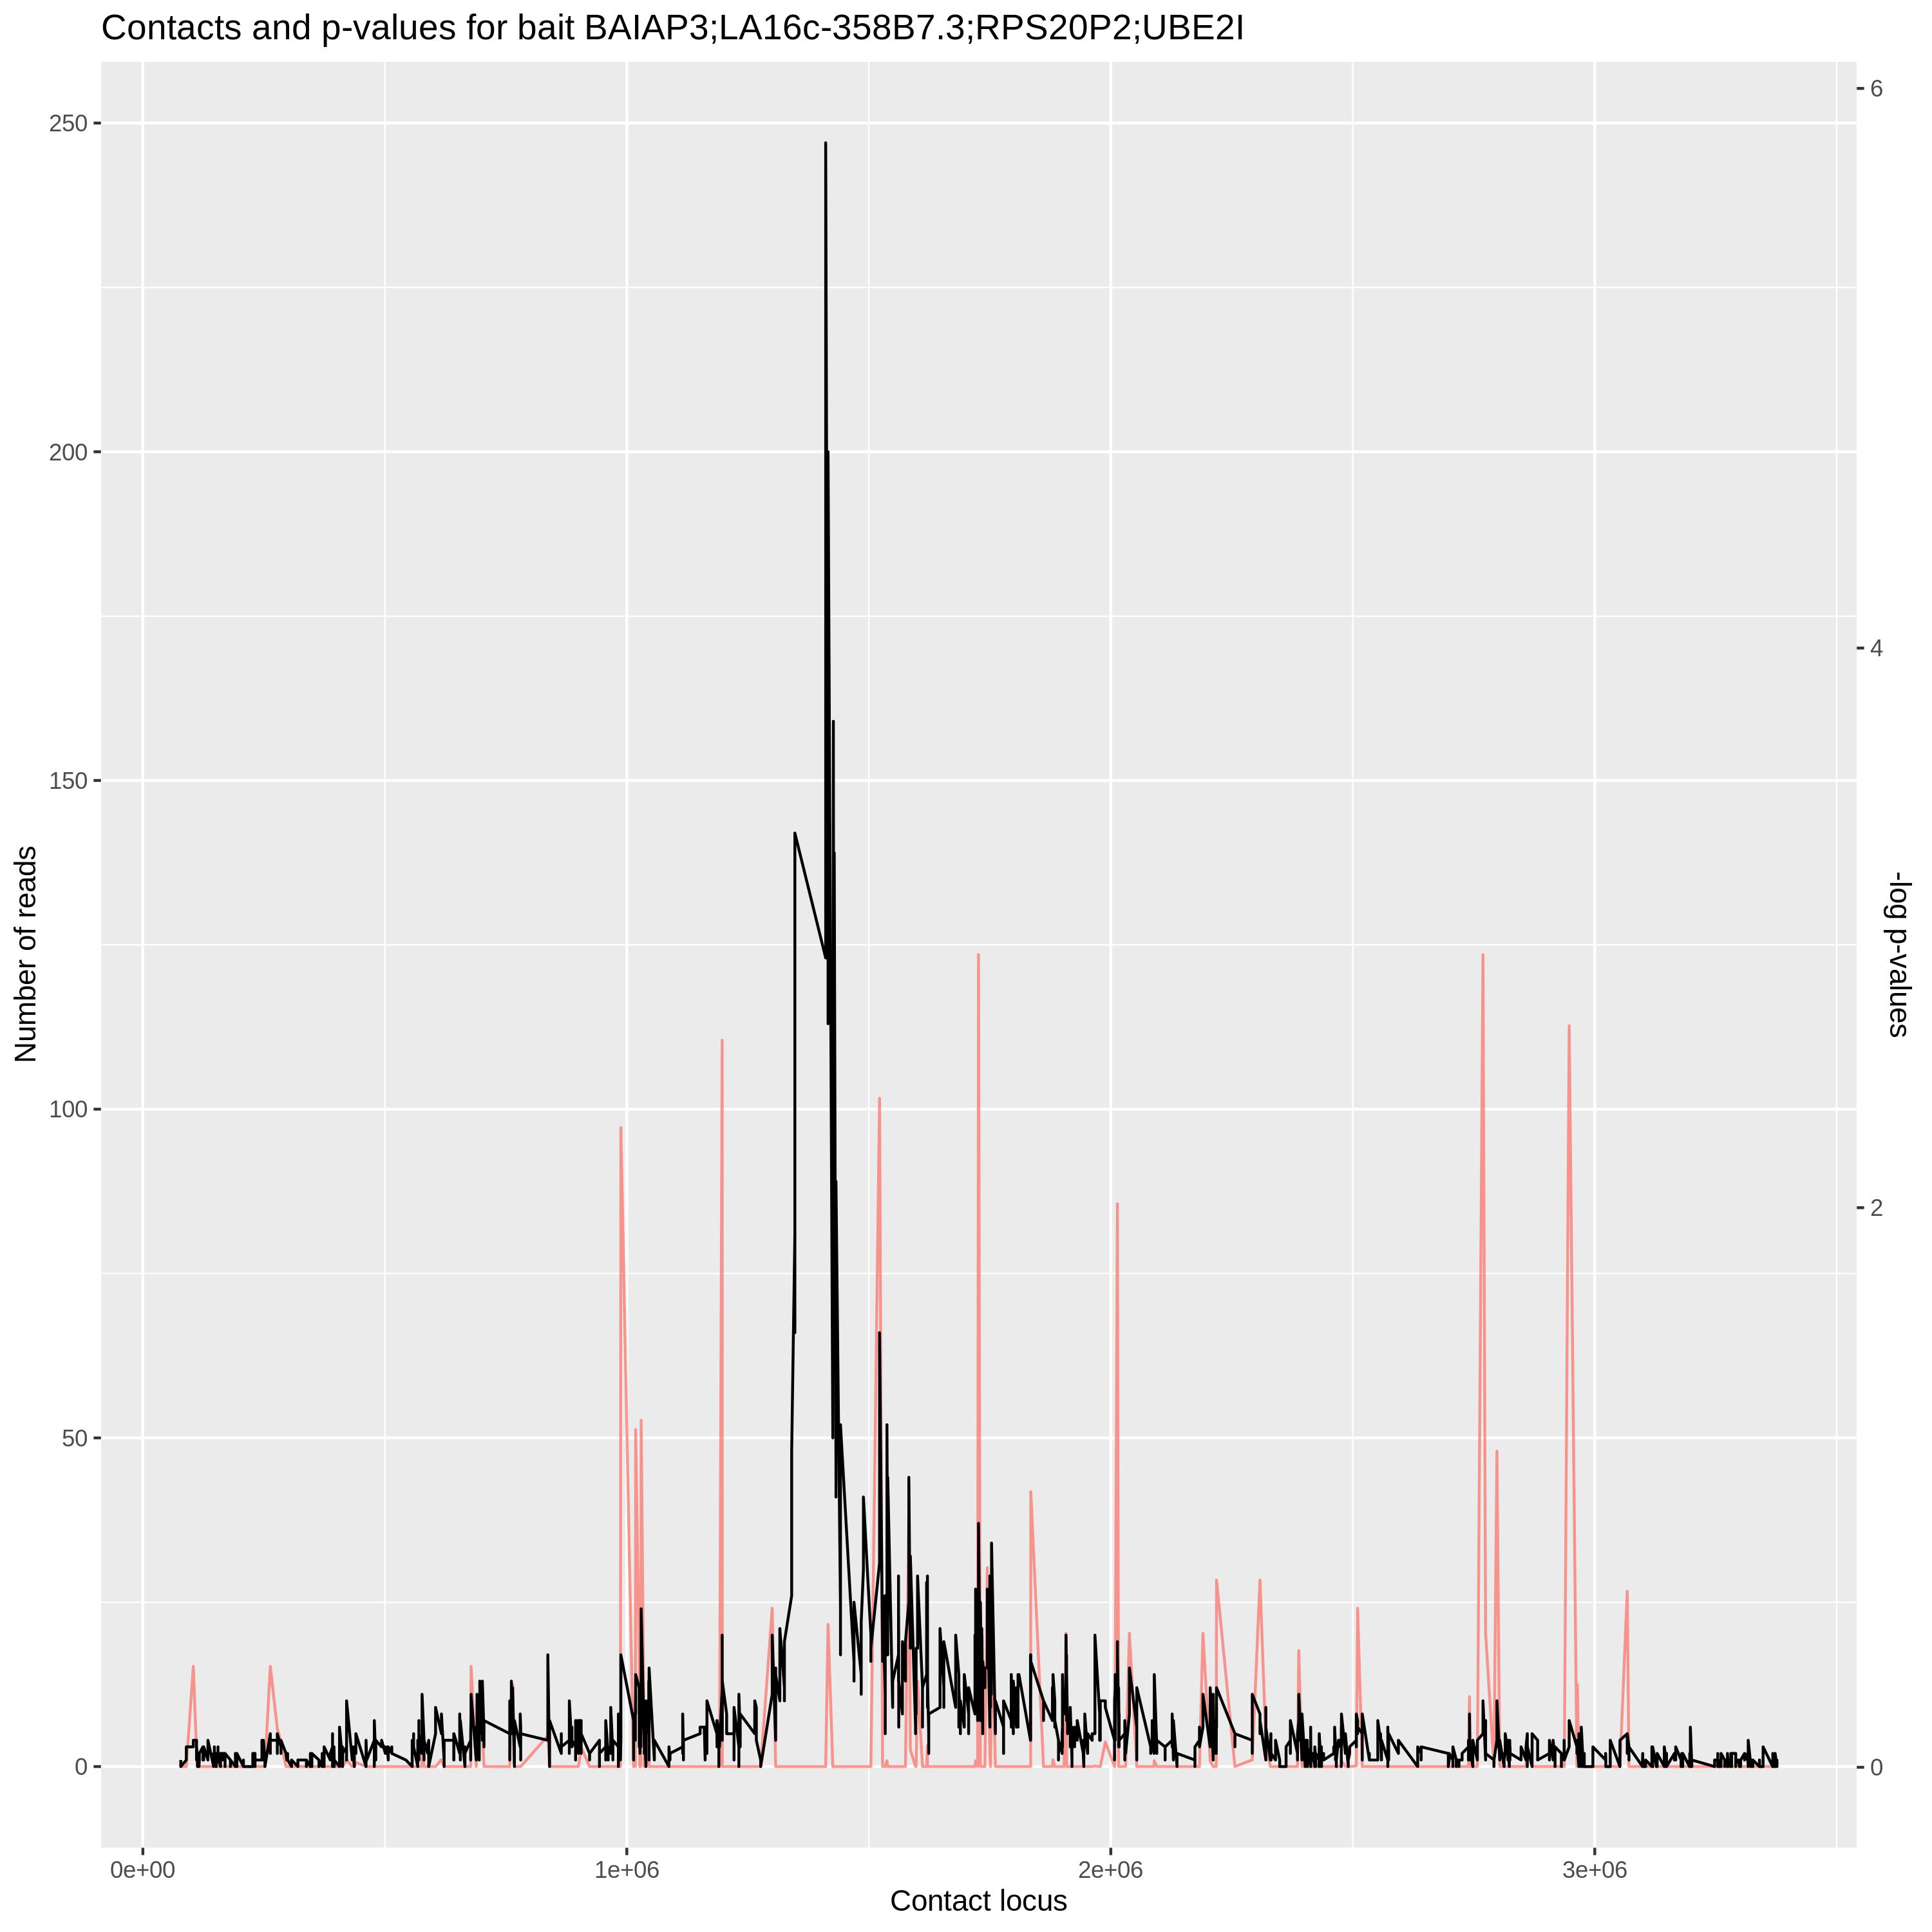 Contacts and p-values for bait BAIAP3;LA16c-358B7.3;RPS20P2;UBE2I
250
200
150
100
50
0
Number of reads
6
4
2
0
-log p-values
0e+00
1e+06
2e+06
3e+06
Contact locus